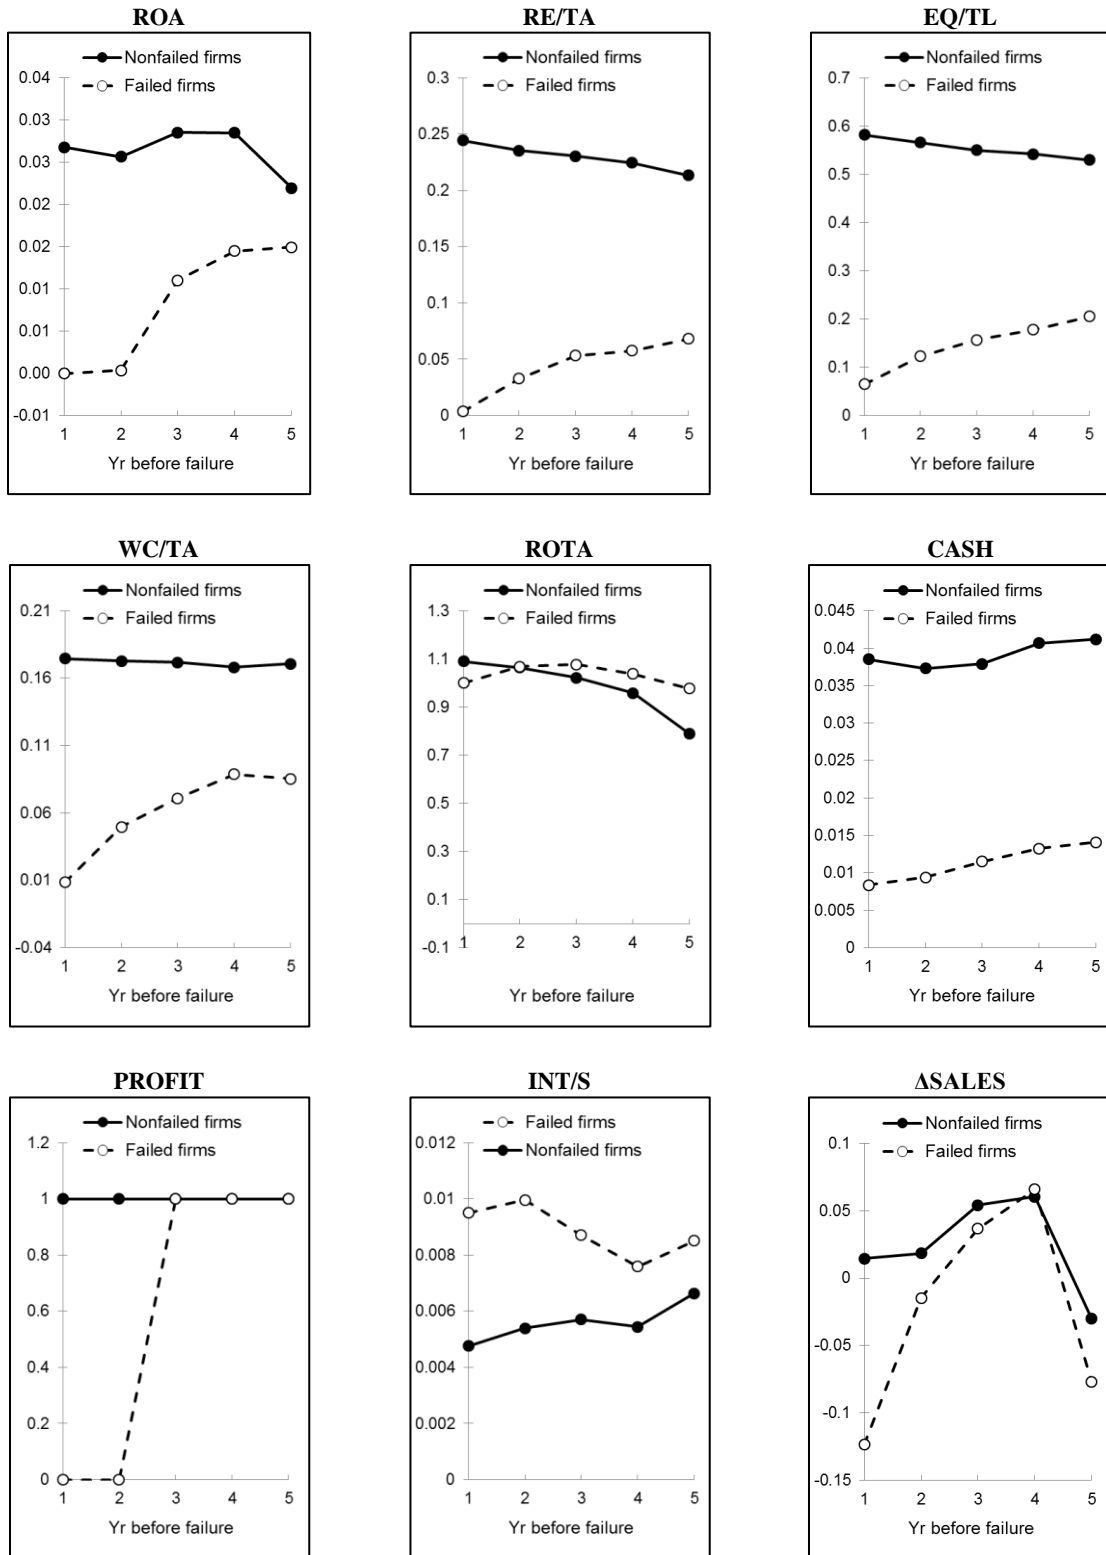 ROA
Nonfailed firms
Failed firms
0.04
0.03
0.03
0.02
0.02
0.01
0.01
0.00
-0.01
1 2 3 4 5
Yr before failure
RE/TA
Nonfailed firms
Failed firms
0.3
0.25
0.2
0.15
0.1
0.05
0
1 2 3 4 5
Yr before failure
EQ/TL
Nonfailed firms
Failed firms
0.7
0.6
0.5
0.4
0.3
0.2
0.1
0
1 2 3 4 5
Yr before failure
WC/TA
Nonfailed firms
Failed firms
0.21
0.16
0.11
0.06
0.01
-0.04
1 2 3 4 5
Yr before failure
ROTA
Nonfailed firms
Failed firms
1.3
1.1
0.9
0.7
0.5
0.3
0.1
-0.1
1 2 3 4 5
Yr before failure
CASH
Nonfailed firms
Failed firms
0.045
0.04
0.035
0.03
0.025
0.02
0.015
0.01
0.005
0
1 2 3 4 5
Yr before failure
PROFIT
Nonfailed firms
Failed firms
1.2
1
0.8
0.6
0.4
0.2
0
1 2 3 4 5
Yr before failure
INT/S
Failed firms
Nonfailed firms
0.012
0.01
0.008
0.006
0.004
0.002
0
1 2 3 4 5
Yr before failure
ΔSALES
Nonfailed firms
Failed firms
0.1
0.05
0
-0.05
-0.1
-0.15
1 2 3 4 5
Yr before failure